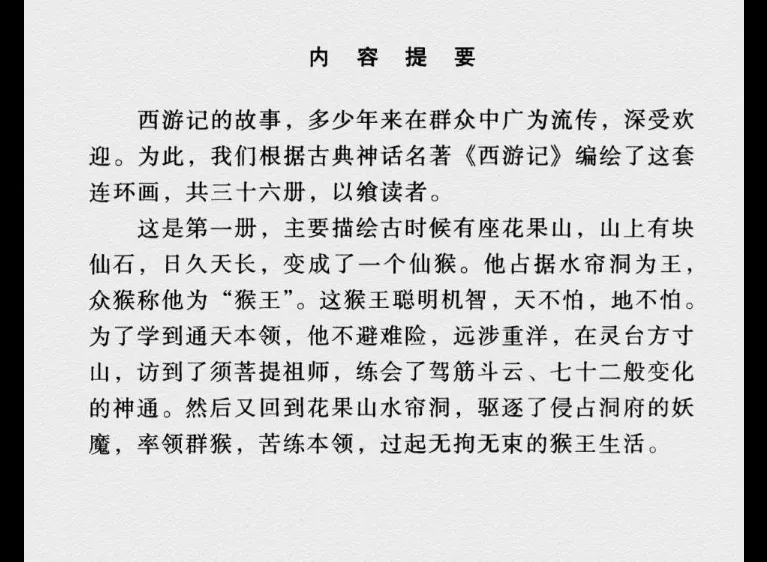 内 容 提 要
西游记的故事，多少年来在群众中广为流传，深受欢
迎。为此，我们根据古典神话名著《西游记》编绘了这套
连环画，共三十六册，以飨读者。
这是第一册，主要描绘古时候有座花果山，山上有块
仙石，日久天长，变成了一个仙猴。他占据水帘洞为王，
众猴称他为“猴王”。这猴王聪明机智，天不怕，地不怕。
为了学到通天本领，他不避难险，远涉重洋，在灵台方寸
山，访到了须菩提祖师，练会了驾筋斗云、七十二般变化
的神通。然后又回到花果山水帘洞，驱逐了侵占洞府的妖
魔，率领群猴，苦练本领，过起无拘无束的猴王生活。